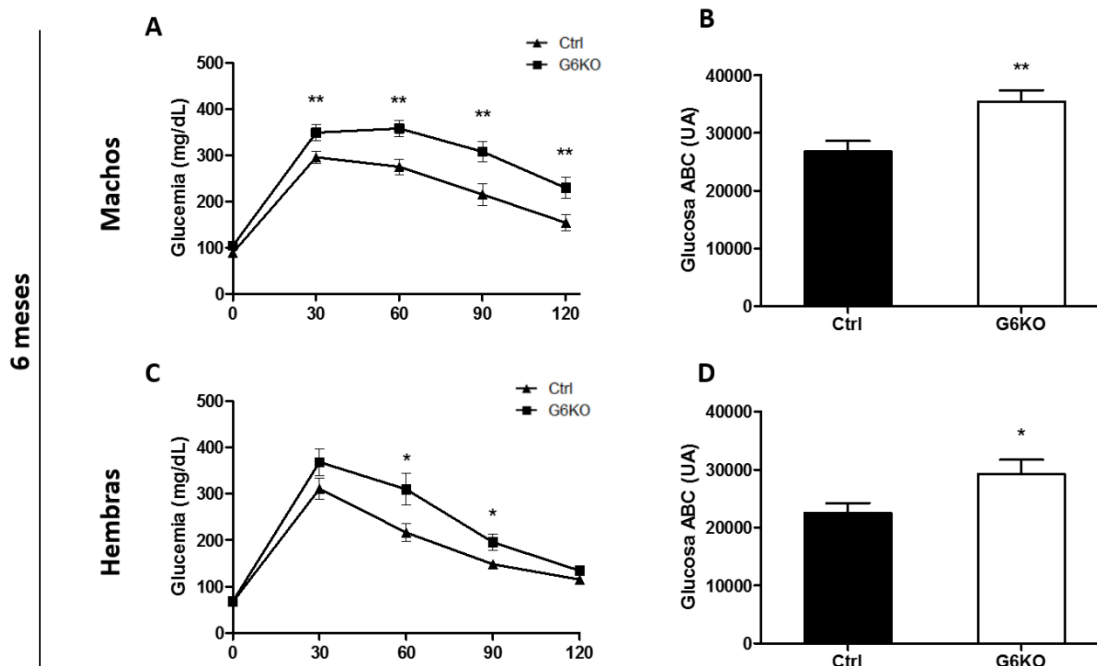 6 meses
Machos
A
Ctrl
G6KO
Glucemia (mg/dL)
500
400
300
200
100
0
** ** ** **
0 30 60 90 120
B
Glucosa ABC (UA)
40000
30000
20000
10000
0
**
Ctrl G6KO
Hembras
C
Ctrl
G6KO
Glucemia (mg/dL)
500
400
300
200
100
0
* *
0 30 60 90 120
D
Glucosa ABC (UA)
40000
30000
20000
10000
0
*
Ctrl G6KO